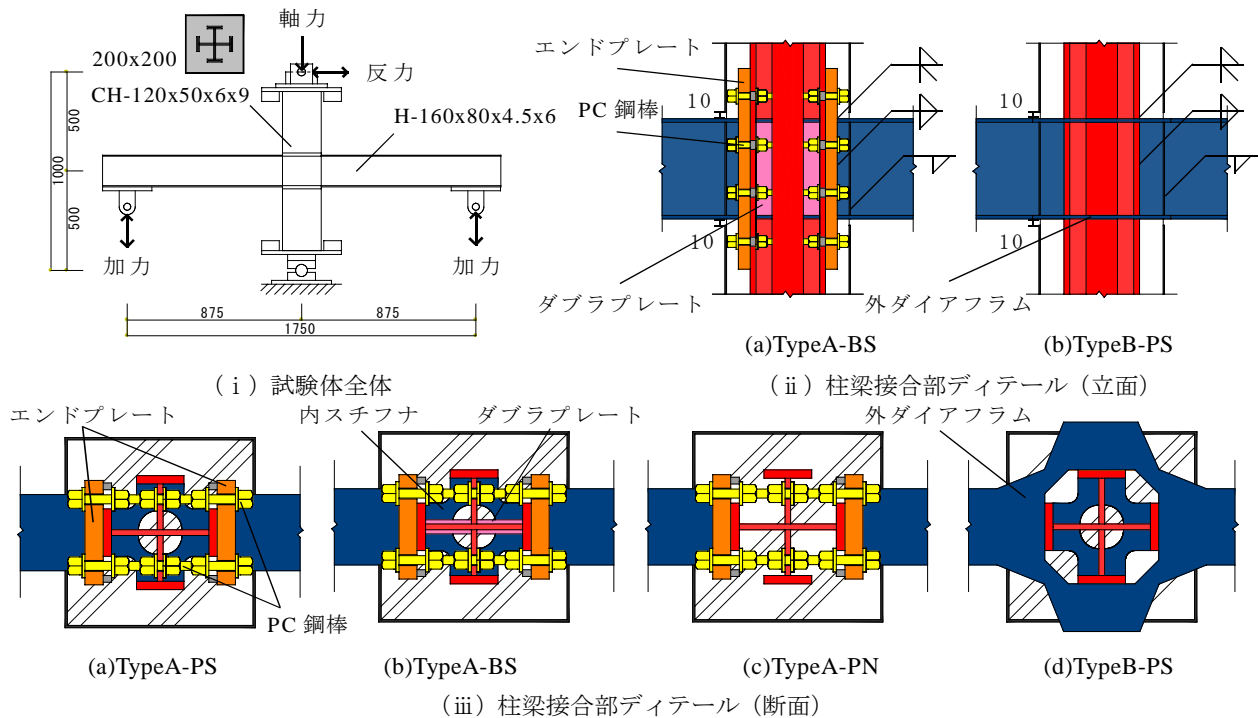 軸力
200x200
反力
CH-120x50x6x9
H-160x80x4.5x6
500
1000
500
加力
加力
875
875
1750
(ⅰ)試験体全体
エンドプレート
10
PC 鋼棒
10
ダブラプレート
10
10
外ダイアフラム
(a)TypeA-BS
(b)TypeB-PS
(ⅱ)柱梁接合部ディテール(立面)
エンドプレート
内スチフナ
ダブラプレート
外ダイアフラム
PC 鋼棒
(a)TypeA-PS
(b)TypeA-BS
(c)TypeA-PN
(d)TypeB-PS
(ⅲ)柱梁接合部ディテール(断面)